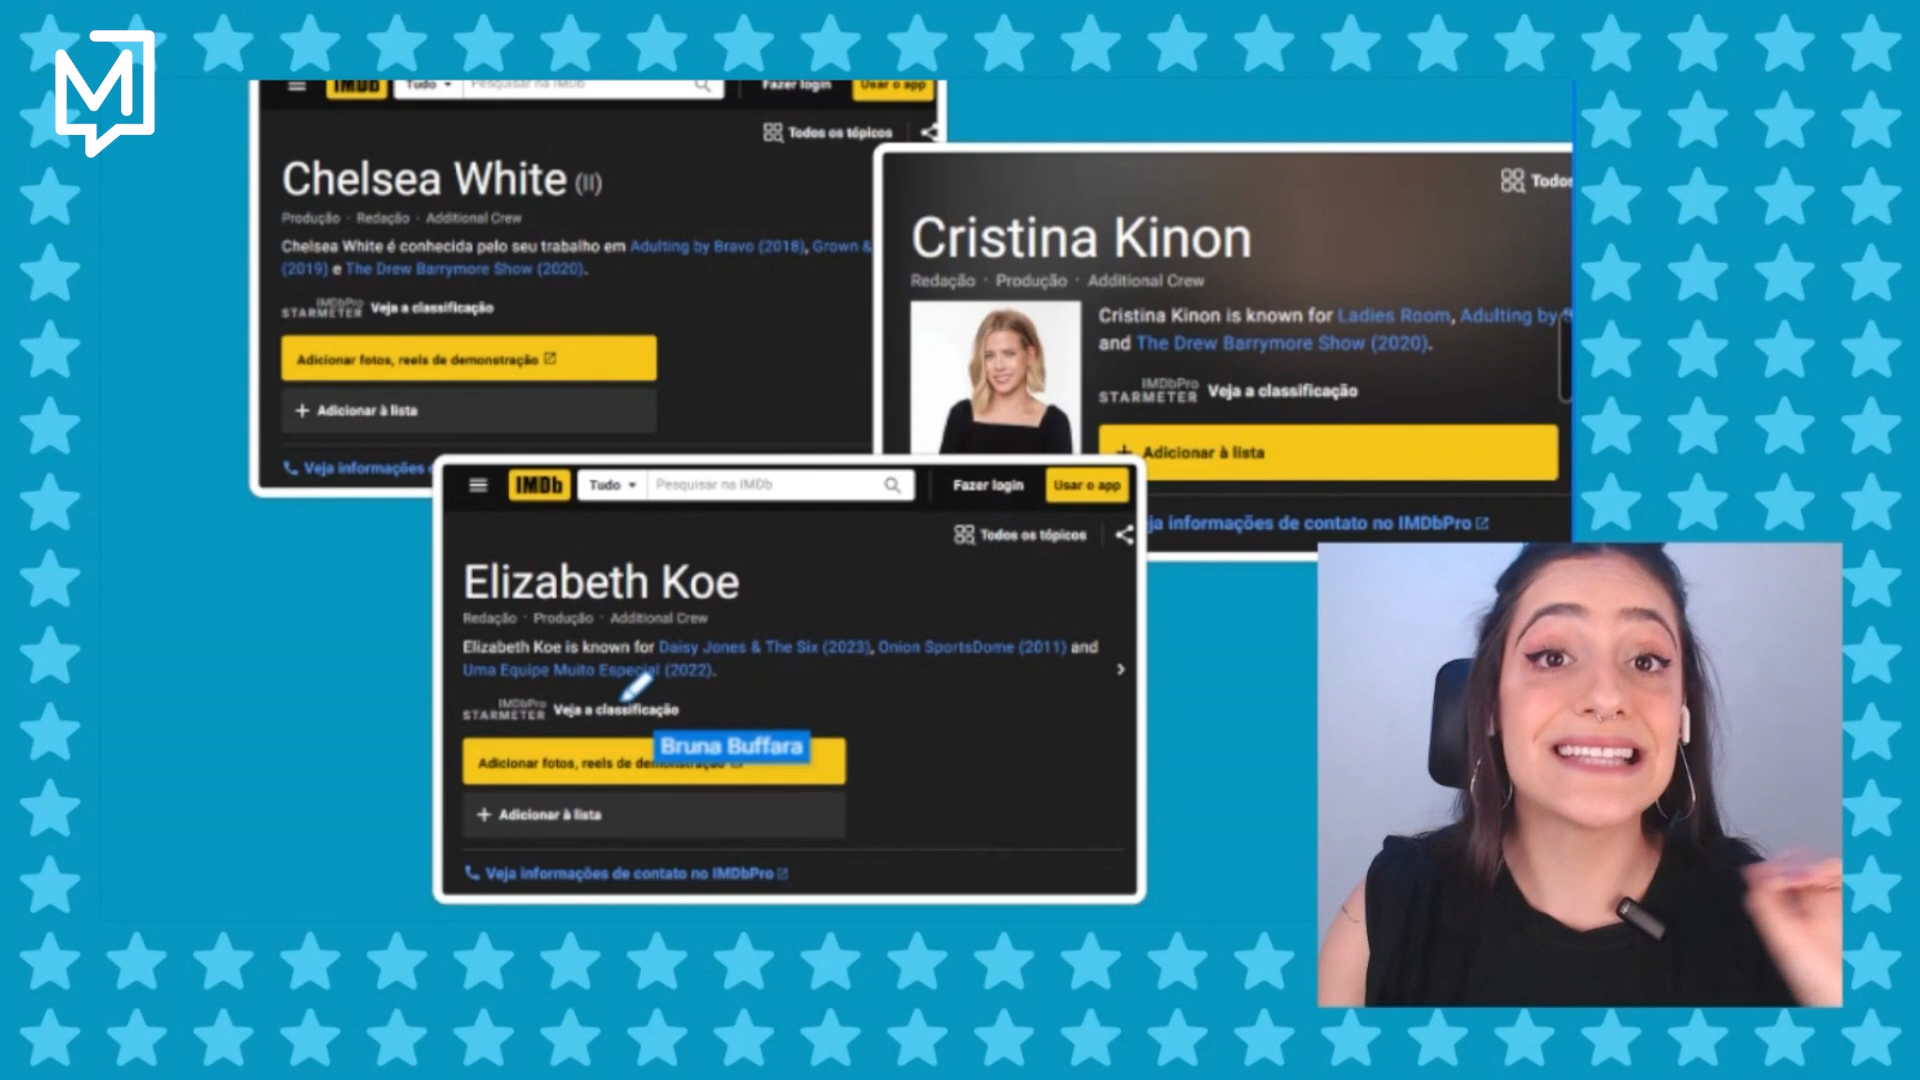 M
IMDb Tudo Pesquisar na IMDb Fazer login Usar o app
Todos os tópicos
Chelsea White (II)
Produção · Redação · Additional Crew
Chelsea White é conhecida pelo seu trabalho em Adulting by Bravo (2018), Grown &
(2019) e The Drew Barrymore Show (2020).
IMDbPro
STARMETER Veja a classificação
Adicionar fotos, reels de demonstração
+ Adicionar à lista
Veja informações
Todos
Cristina Kinon
Redação · Produção · Additional Crew
Cristina Kinon is known for Ladies Room, Adulting by
and The Drew Barrymore Show (2020).
IMDbPro
STARMETER Veja a classificação
+ Adicionar à lista
ja informações de contato no IMDbPro
IMDb Tudo Pesquisar na IMDb Fazer login Usar o app
Todos os tópicos
Elizabeth Koe
Redação · Produção · Additional Crew
Elizabeth Koe is known for Daisy Jones & The Six (2023), Onion SportsDome (2011) and
Uma Equipe Muito Especial (2022).
IMDbPro
STARMETER Veja a classificação
Bruna Buffara
Adicionar fotos, reels de demonstração
+ Adicionar à lista
Veja informações de contato no IMDbPro